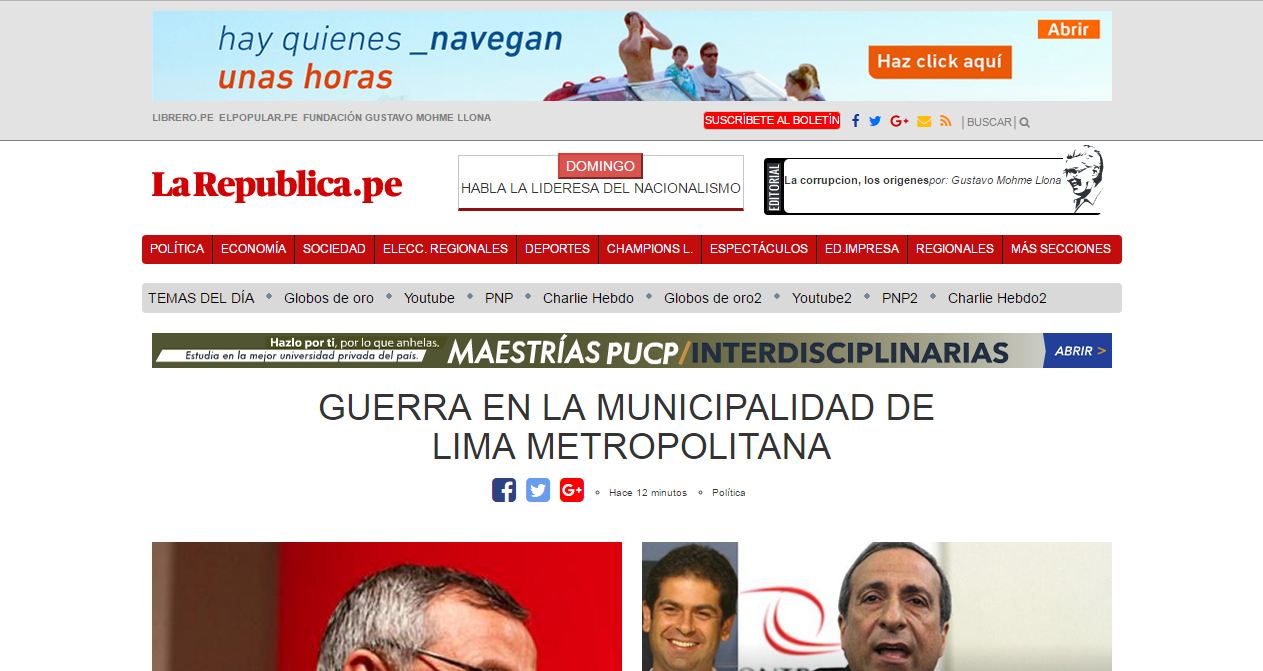 hay quienes _navegan
unas horas
Abrir
Haz click aquí
LIBRERO.PE ELPOPULAR.PE FUNDACIÓN GUSTAVO MOHME LLONA
SUSCRÍBETE AL BOLETÍN
G+
|BUSCAR|
LaRepublica.pe
DOMINGO
HABLA LA LIDERESA DEL NACIONALISMO
EDITORIAL
La corrupcion, los origenespor: Gustavo Mohme Llona
POLÍTICA ECONOMÍA SOCIEDAD ELECC. REGIONALES DEPORTES CHAMPIONS L. ESPECTÁCULOS ED.IMPRESA REGIONALES MÁS SECCIONES
TEMAS DEL DÍA Globos de oro Youtube PNP Charlie Hebdo Globos de oro2 Youtube2 PNP2 Charlie Hebdo2
Hazlo por ti, por lo que anhelas.
Estudia en la mejor universidad privada del país.
MAESTRÍAS PUCP/INTERDISCIPLINARIAS
ABRIR >
GUERRA EN LA MUNICIPALIDAD DE
LIMA METROPOLITANA
G+ Hace 12 minutos Política